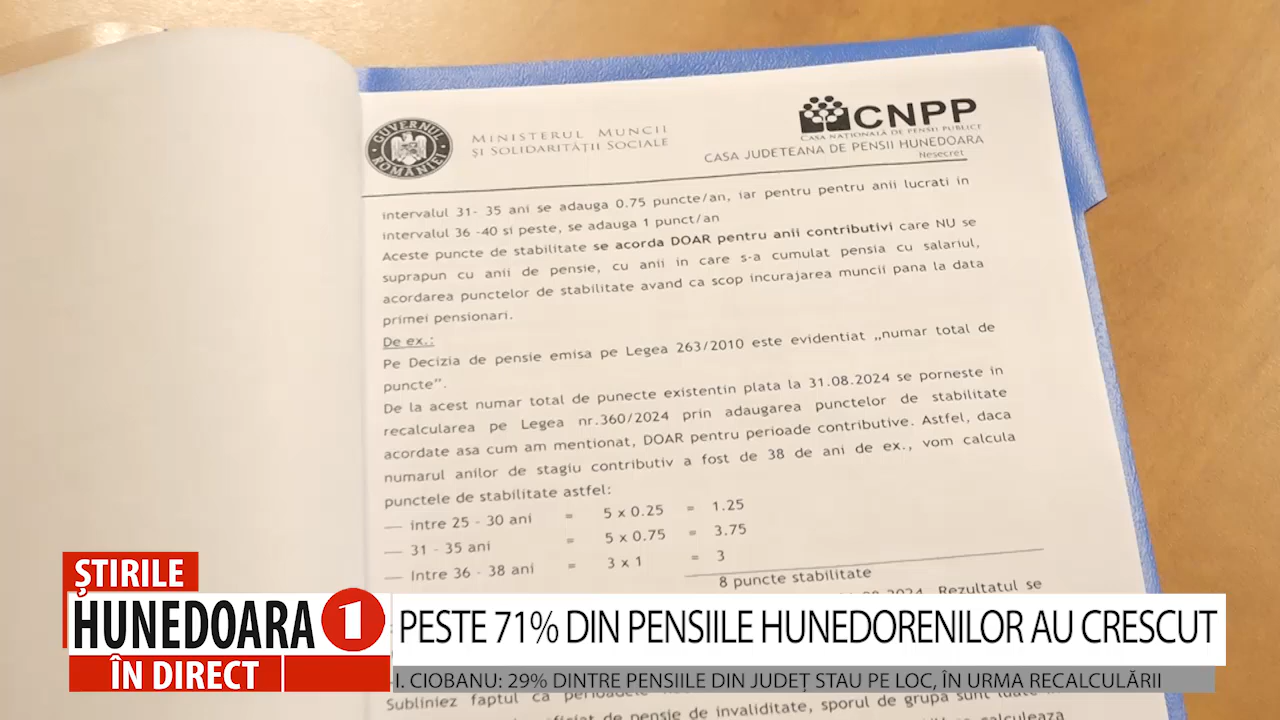 GUVERNUL ROMÂNIEI
MINISTERUL MUNCII
ȘI SOLIDARITĂȚII SOCIALE
CNPP
CASA NAȚIONALĂ DE PENSII PUBLICE
CASA JUDETEANA DE PENSII HUNEDOARA
Nesecret
intervalul 31- 35 ani se adauga 0.75 puncte/an, iar pentru pentru anii lucrati in
intervalul 36 -40 si peste, se adauga 1 punct/an
Aceste puncte de stabilitate se acorda DOAR pentru anii contributivi care NU se
suprapun cu anii de pensie, cu anii in care s-a cumulat pensia cu salariul,
acordarea punctelor de stabilitate avand ca scop incurajarea muncii pana la data
primei pensionari.
De ex.:
Pe Decizia de pensie emisa pe Legea 263/2010 este evidentiat „numar total de
puncte”.
De la acest numar total de punecte existentin plata la 31.08.2024 se porneste in
recalcularea pe Legea nr.360/2024 prin adaugarea punctelor de stabilitate
acordate asa cum am mentionat, DOAR pentru perioade contributive. Astfel, daca
numarul anilor de stagiu contributiv a fost de 38 de ani de ex., vom calcula
punctele de stabilitate astfel:
— intre 25 - 30 ani = 5 x 0.25 = 1.25
— 31 - 35 ani = 5 x 0.75 = 3.75
— Intre 36 - 38 ani = 3 x 1 = 3
8 puncte stabilitate
2024. Rezultatul se
ȘTIRILE
HUNEDOARA 1
ÎN DIRECT
PESTE 71% DIN PENSIILE HUNEDORENILOR AU CRESCUT
I. CIOBANU: 29% DINTRE PENSIILE DIN JUDEȚ STAU PE LOC, ÎN URMA RECALCULĂRII
Subliniez faptul ca perioadele
de pensie de invaliditate, sporul de grupa sunt
calculeaza